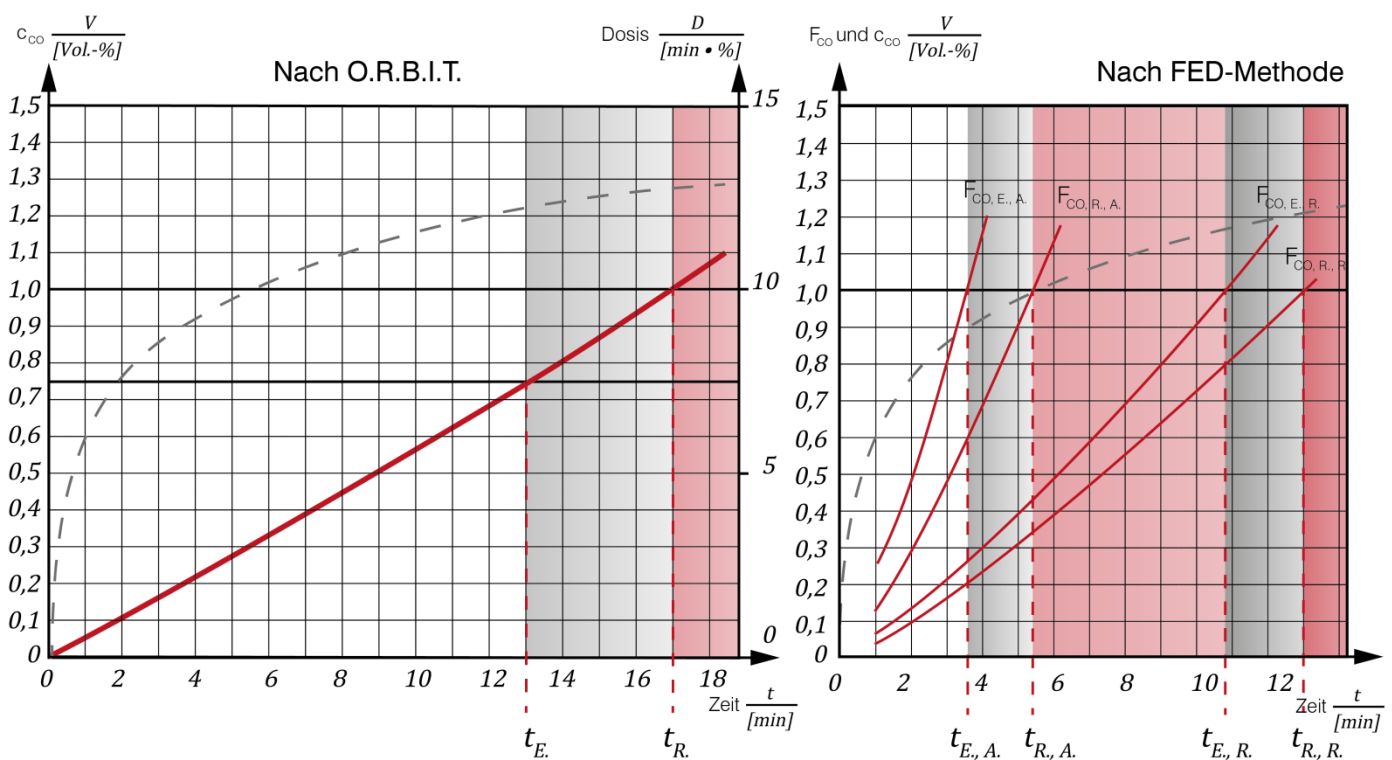 c_CO V/[Vol.-%]
Dosis D/[min • %]
Nach O.R.B.I.T.
1,5
1,4
1,3
1,2
1,1
1,0
0,9
0,8
0,7
0,6
0,5
0,4
0,3
0,2
0,1
0
15
10
5
0
0 2 4 6 8 10 12 14 16 18
Zeit t/[min]
t_E.
t_R.
F_CO und c_CO V/[Vol.-%]
Nach FED-Methode
1,5
1,4
1,3
1,2
1,1
1,0
0,9
0,8
0,7
0,6
0,5
0,4
0,3
0,2
0,1
0
F_CO, E., A.
F_CO, R., A.
F_CO, E., R.
F_CO, R., R
0 2 4 6 8 10 12
Zeit t/[min]
t_E., A.
t_R., A.
t_E., R.
t_R., R.